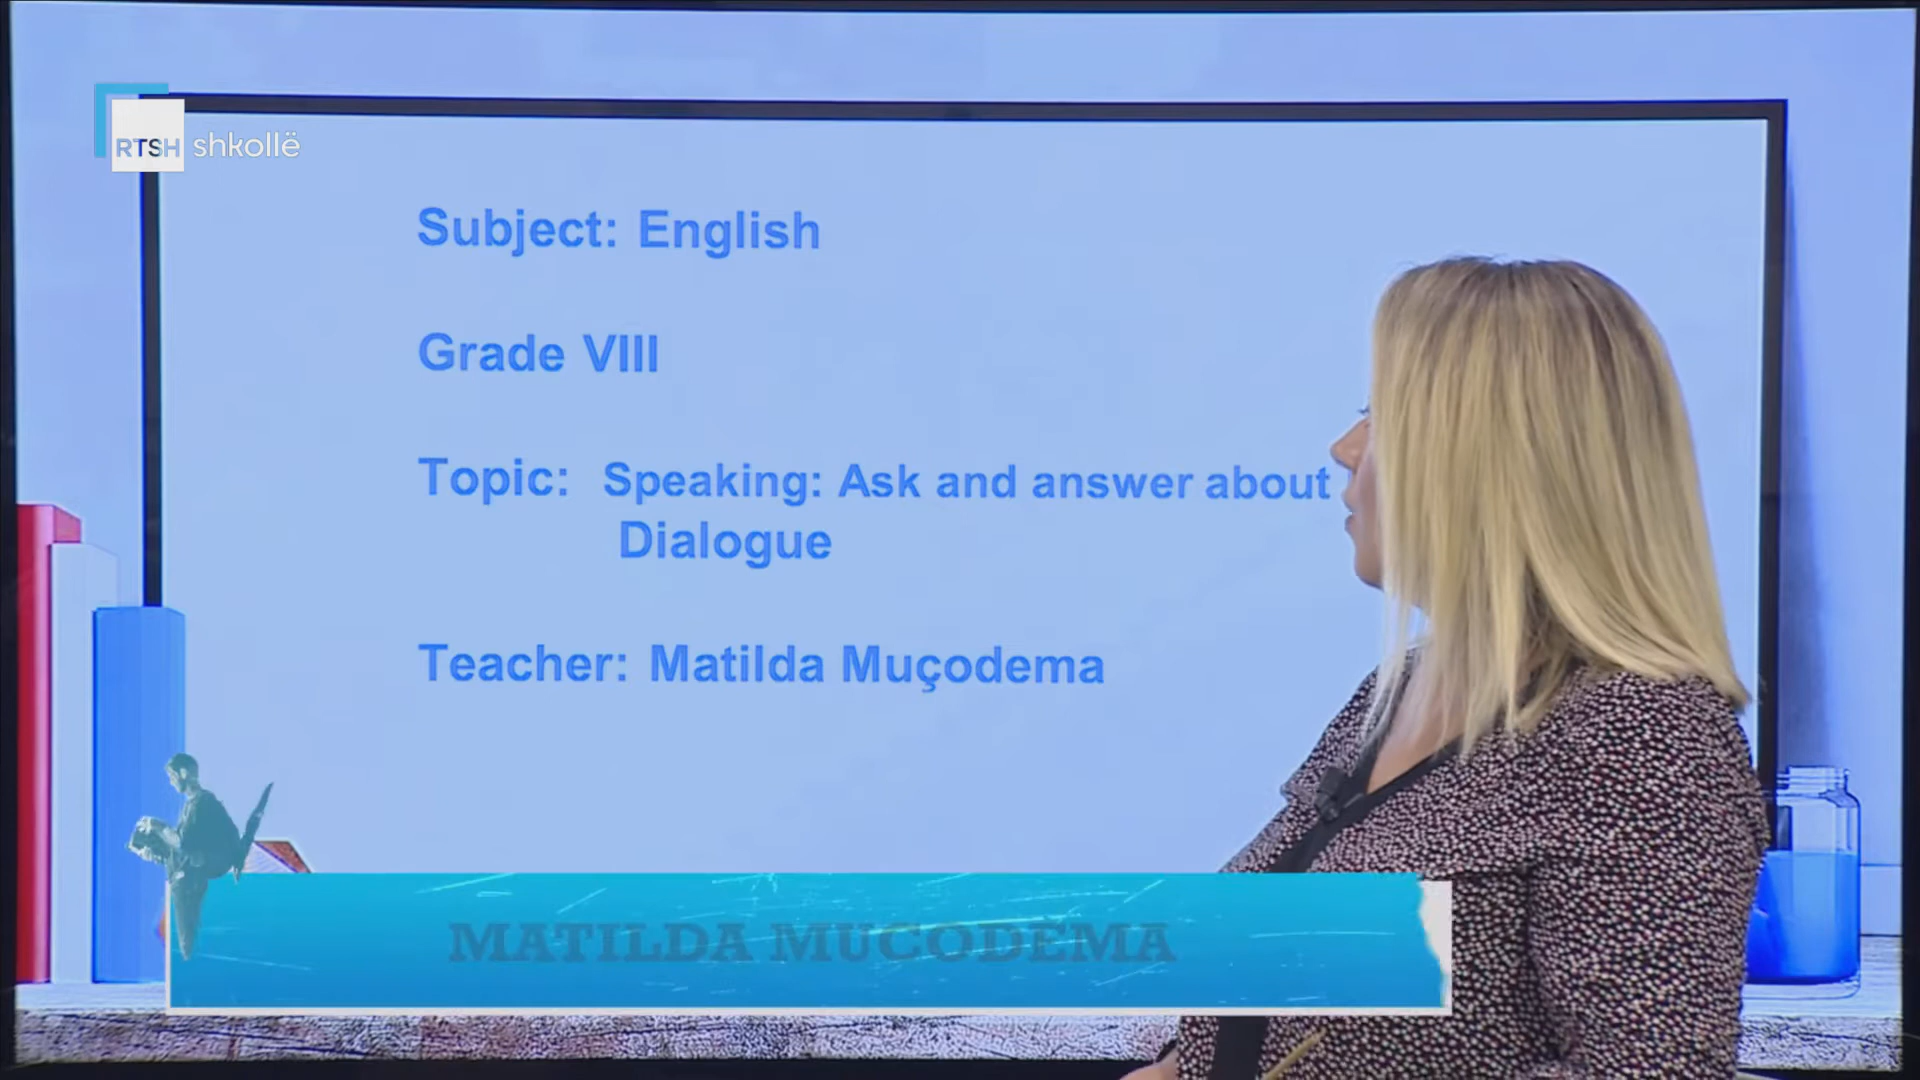 RTSH shkollë
Subject: English
Grade VIII
Topic: Speaking: Ask and answer about
Dialogue
Teacher: Matilda Muçodema
MATILDA MUÇODEMA